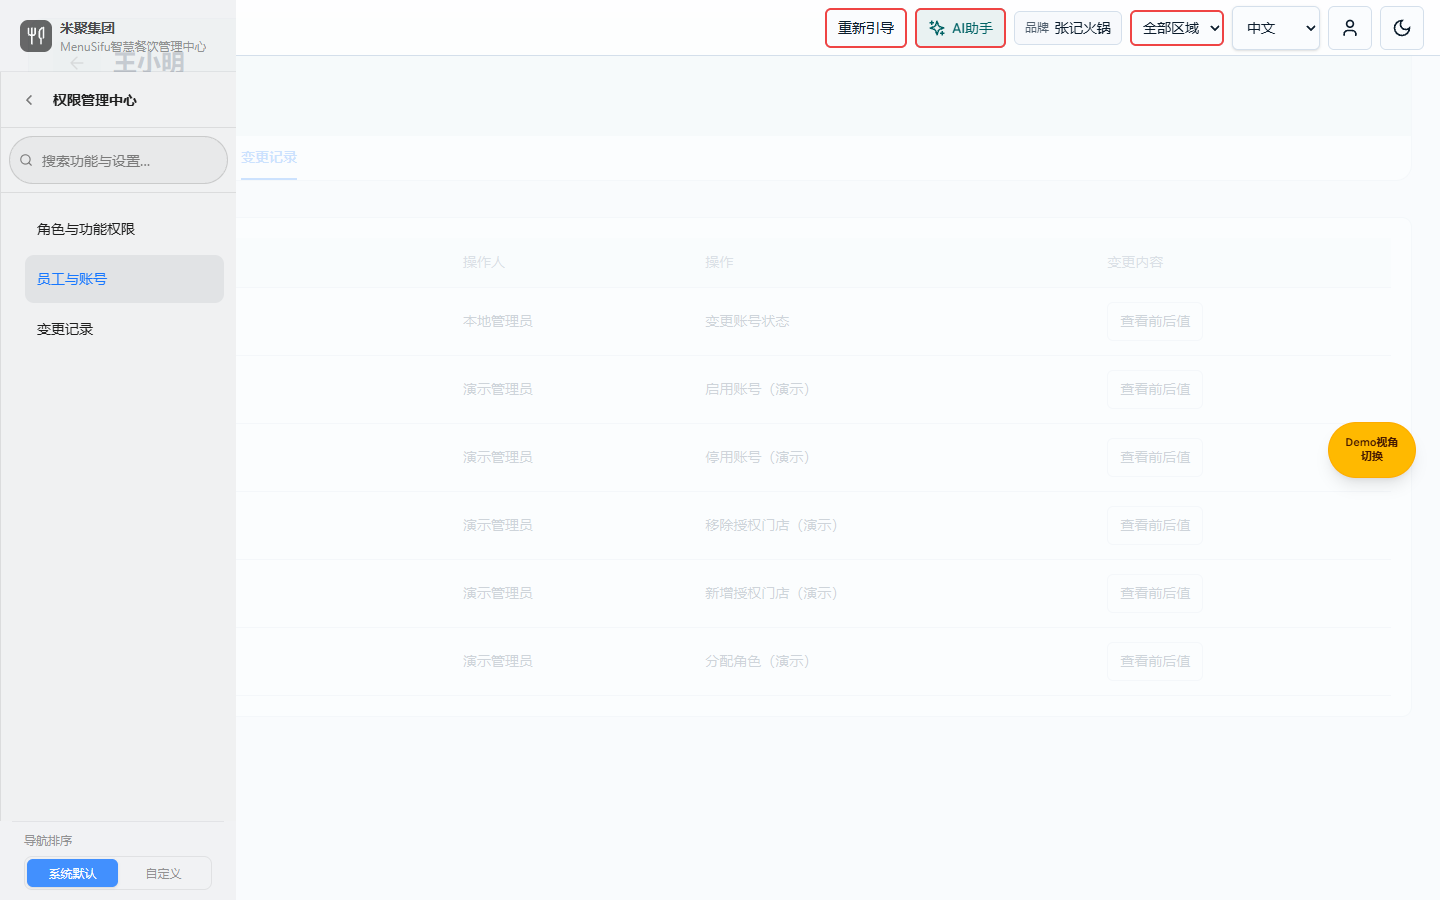 米聚集团
MenuSifu智慧餐饮管理中心
王小明
重新引导
AI助手
品牌 张记火锅
全部区域
中文
权限管理中心
搜索功能与设置...
角色与功能权限
员工与账号
变更记录
变更记录
操作人 操作 变更内容
本地管理员 变更账号状态 查看前后值
演示管理员 启用账号（演示） 查看前后值
演示管理员 停用账号（演示） 查看前后值
演示管理员 移除授权门店（演示） 查看前后值
演示管理员 新增授权门店（演示） 查看前后值
演示管理员 分配角色（演示） 查看前后值
Demo视角
切换
导航排序
系统默认 自定义